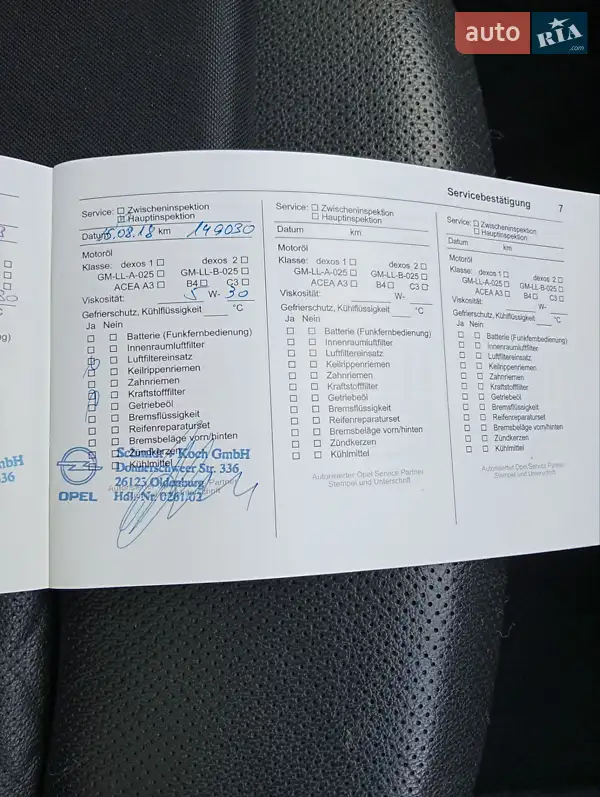 auto RIA .com
Servicebestätigung 7
Service: Zwischeninspektion
Hauptinspektion
Datum 15.08.18 km 149030
Motoröl
Klasse: dexos 1 dexos 2
GM-LL-A-025 GM-LL-B-025
ACEA A3 B4 C3
Viskosität: 5 W- 30
Gefrierschutz, Kühlflüssigkeit °C
Ja Nein
Batterie (Funkfernbedienung)
Innenraumluftfilter
Luftfiltereinsatz
Keilrippenriemen
Zahnriemen
Kraftstofffilter
Getriebeöl
Bremsflüssigkeit
Reifenreparaturset
Bremsbeläge vorn/hinten
Zündkerzen
Kühlmittel
Koch GmbH
Donnerschweer Str. 336,
26123 Oldenburg
Hdl. Nr. 0261.02
OPEL
Service: Zwischeninspektion
Hauptinspektion
Datum km
Motoröl
Klasse: dexos 1 dexos 2
GM-LL-A-025 GM-LL-B-025
ACEA A3 B4 C3
Viskosität: W-
Gefrierschutz, Kühlflüssigkeit °C
Ja Nein
Batterie (Funkfernbedienung)
Innenraumluftfilter
Luftfiltereinsatz
Keilrippenriemen
Zahnriemen
Kraftstofffilter
Getriebeöl
Bremsflüssigkeit
Reifenreparaturset
Bremsbeläge vorn/hinten
Zündkerzen
Kühlmittel
Autorisierter Opel Service Partner
Stempel und Unterschrift
Service: Zwischeninspektion
Hauptinspektion
Datum km
Motoröl
Klasse: dexos 1 dexos 2
GM-LL-A-025 GM-LL-B-025
ACEA A3 B4 C3
Viskosität: W-
Gefrierschutz, Kühlflüssigkeit °C
Ja Nein
Batterie (Funkfernbedienung)
Innenraumluftfilter
Luftfiltereinsatz
Keilrippenriemen
Zahnriemen
Kraftstofffilter
Getriebeöl
Bremsflüssigkeit
Reifenreparaturset
Bremsbeläge vorn/hinten
Zündkerzen
Kühlmittel
Autorisierter Opel Service Partner
Stempel und Unterschrift